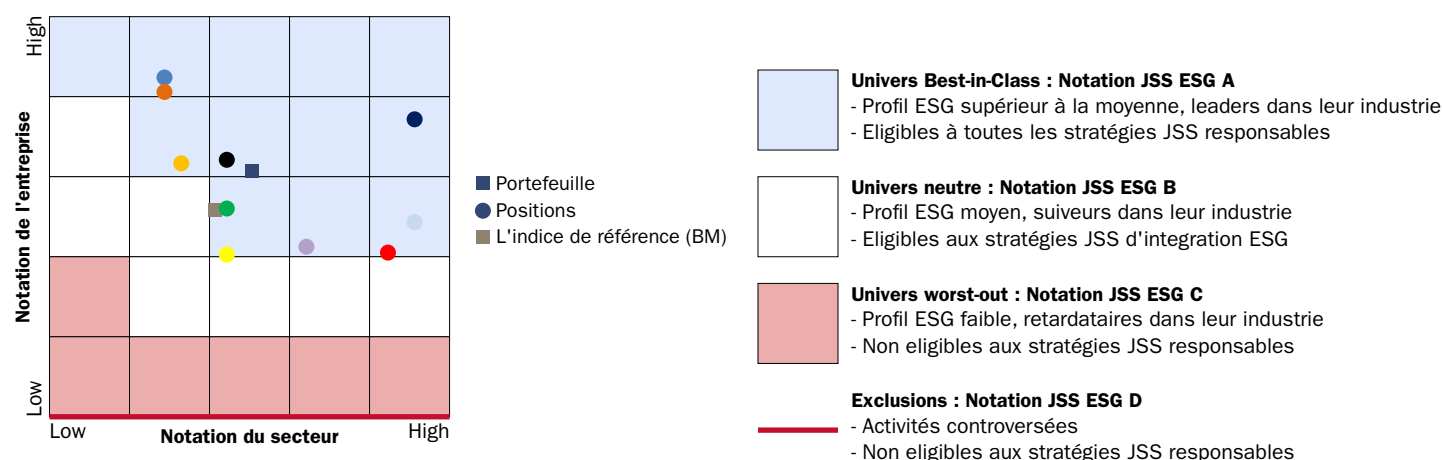 High
Notation de l'entreprise
Low
Low
Notation du secteur
High
Portefeuille
Positions
L'indice de référence (BM)
Univers Best-in-Class : Notation JSS ESG A
- Profil ESG supérieur à la moyenne, leaders dans leur industrie
- Eligibles à toutes les stratégies JSS responsables
Univers neutre : Notation JSS ESG B
- Profil ESG moyen, suiveurs dans leur industrie
- Eligibles aux stratégies JSS d'integration ESG
Univers worst-out : Notation JSS ESG C
- Profil ESG faible, retardataires dans leur industrie
- Non eligibles aux stratégies JSS responsables
Exclusions : Notation JSS ESG D
- Activités controversées
- Non eligibles aux stratégies JSS responsables